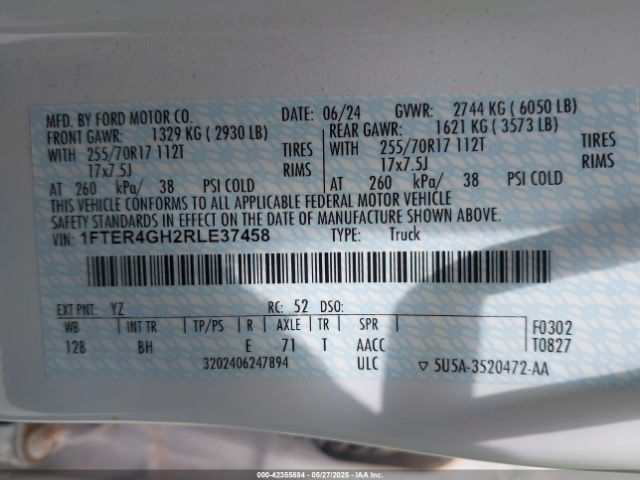 MFD. BY FORD MOTOR CO. DATE: 06/24 GVWR: 2744 KG ( 6050 LB)
FRONT GAWR: 1329 KG ( 2930 LB) REAR GAWR: 1621 KG ( 3573 LB)
WITH 255/70R17 112T TIRES WITH 255/70R17 112T TIRES
17x7.5J RIMS 17x7.5J RIMS
AT 260 kPa/ 38 PSI COLD AT 260 kPa/ 38 PSI COLD
THIS VEHICLE CONFORMS TO ALL APPLICABLE FEDERAL MOTOR VEHICLE
SAFETY STANDARDS IN EFFECT ON THE DATE OF MANUFACTURE SHOWN ABOVE.
VIN: 1FTER4GH2RLE37458 TYPE: Truck
EXT PNT: YZ RC: 52 DSO:
WB INT TR TP/PS R AXLE TR SPR F0302
128 BH E 71 T AACC T0827
3202406247894 ULC ▽ 5U5A-3520472-AA
000-42355884 | 05/27/2025 - IAA Inc.